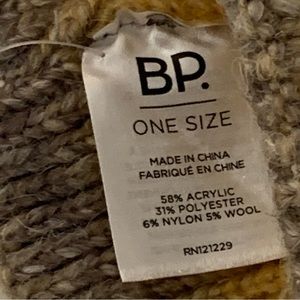 BP.
ONE SIZE
MADE IN CHINA
FABRIQUÉ EN CHINE
58% ACRYLIC
31% POLYESTER
6% NYLON 5% WOOL
RN121229